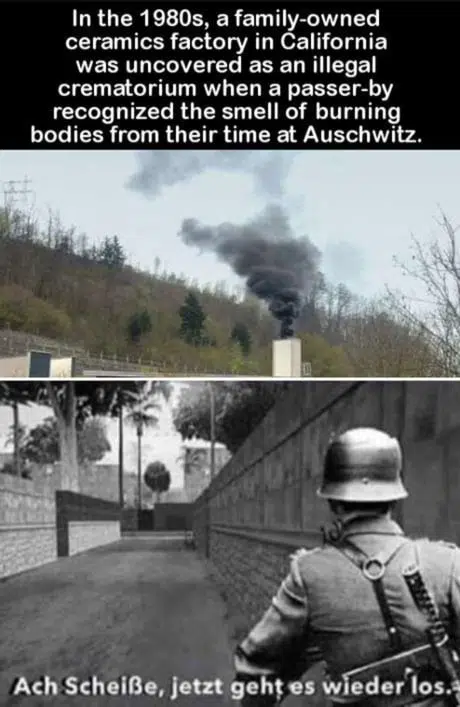 In the 1980s, a family-owned
ceramics factory in California
was uncovered as an illegal
crematorium when a passer-by
recognized the smell of burning
bodies from their time at Auschwitz.
Ach Scheiße, jetzt geht es wieder los.